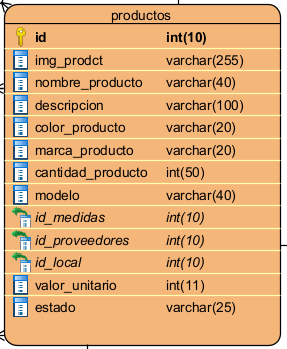 productos
id int(10)
img_prodct varchar(255)
nombre_producto varchar(40)
descripcion varchar(100)
color_producto varchar(20)
marca_producto varchar(20)
cantidad_producto int(50)
modelo varchar(40)
id_medidas int(10)
id_proveedores int(10)
id_local int(10)
valor_unitario int(11)
estado varchar(25)